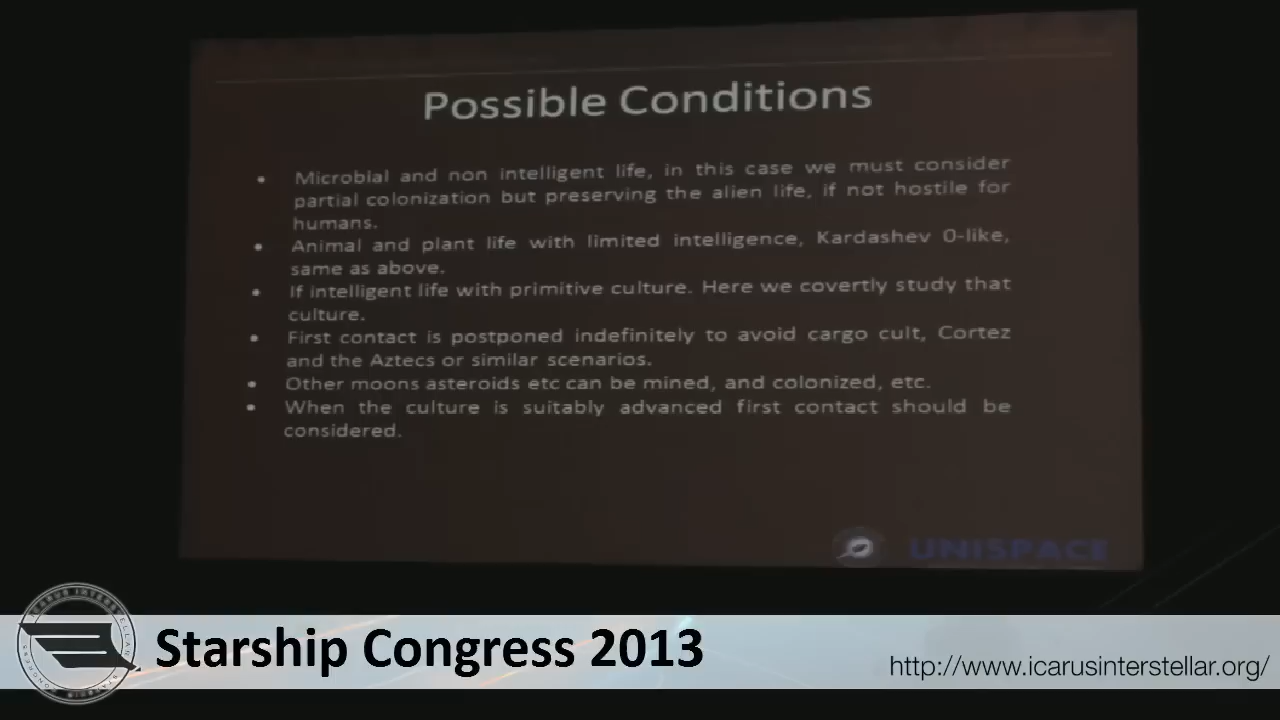 Possible Conditions
• Microbial and non intelligent life, in this case we must consider
partial colonization but preserving the alien life, if not hostile for
humans.
• Animal and plant life with limited intelligence, Kardashev 0-like,
same as above.
• If intelligent life with primitive culture. Here we covertly study that
culture.
• First contact is postponed indefinitely to avoid cargo cult, Cortez
and the Aztecs or similar scenarios.
• Other moons asteroids etc can be mined, and colonized, etc.
• When the culture is suitably advanced first contact should be
considered.
UNISPACE
ICARUS INTERSTELLAR
STARSHIP CONGRESS
Starship Congress 2013
http://www.icarusinterstellar.org/